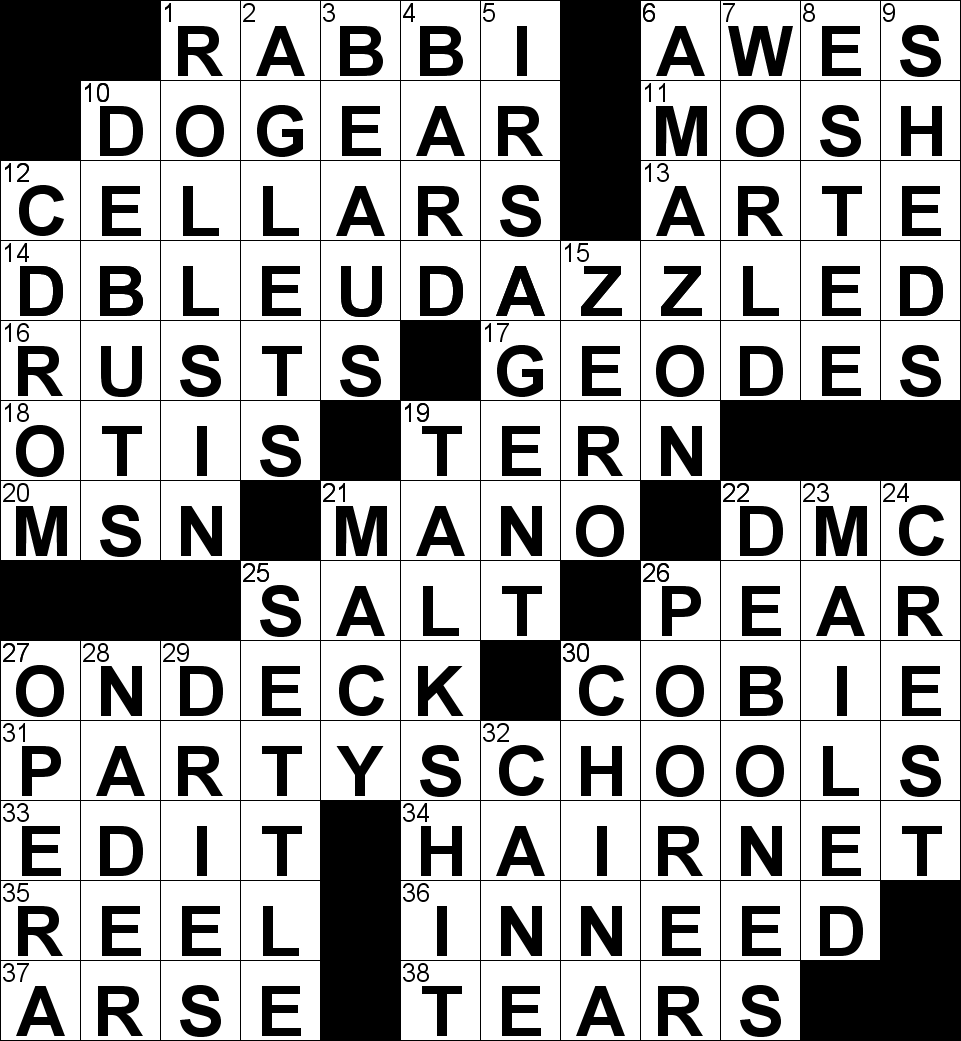 1 2 3 4 5 6 7 8 9
R A B B I A W E S
10 11
D O G E A R M O S H
12 13
C E L L A R S A R T E
14 15
D B L E U D A Z Z L E D
16 17
R U S T S G E O D E S
18 19
O T I S T E R N
20 21 22 23 24
M S N M A N O D M C
25 26
S A L T P E A R
27 28 29 30
O N D E C K C O B I E
31 32
P A R T Y S C H O O L S
33 34
E D I T H A I R N E T
35 36
R E E L I N N E E D
37 38
A R S E T E A R S